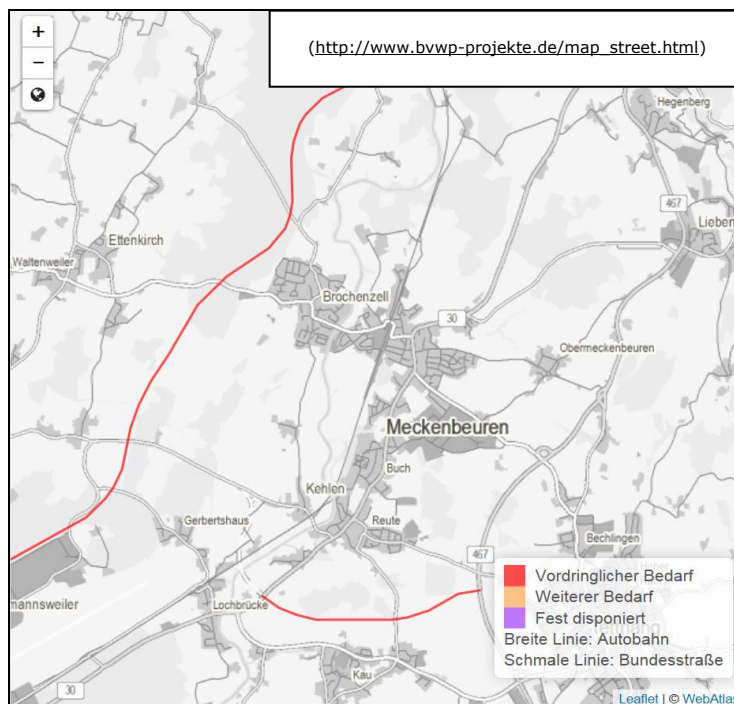 +
−
(http://www.bvwp-projekte.de/map_street.html)
Hegenberg
467
Lieben
Ettenkirch
Waltenweiler
Brochenzell
30
Obermeckenbeuren
Meckenbeuren
Buch
Kehlen
Gerbertshaus
Reute
467
Bechlingen
Hoher
mannsweiler
Lochbrücke
Vordringlicher Bedarf
Weiterer Bedarf
Fest disponiert
Breite Linie: Autobahn
Schmale Linie: Bundesstraße
Tettnang
Kau
30
Leaflet | © WebAtlas